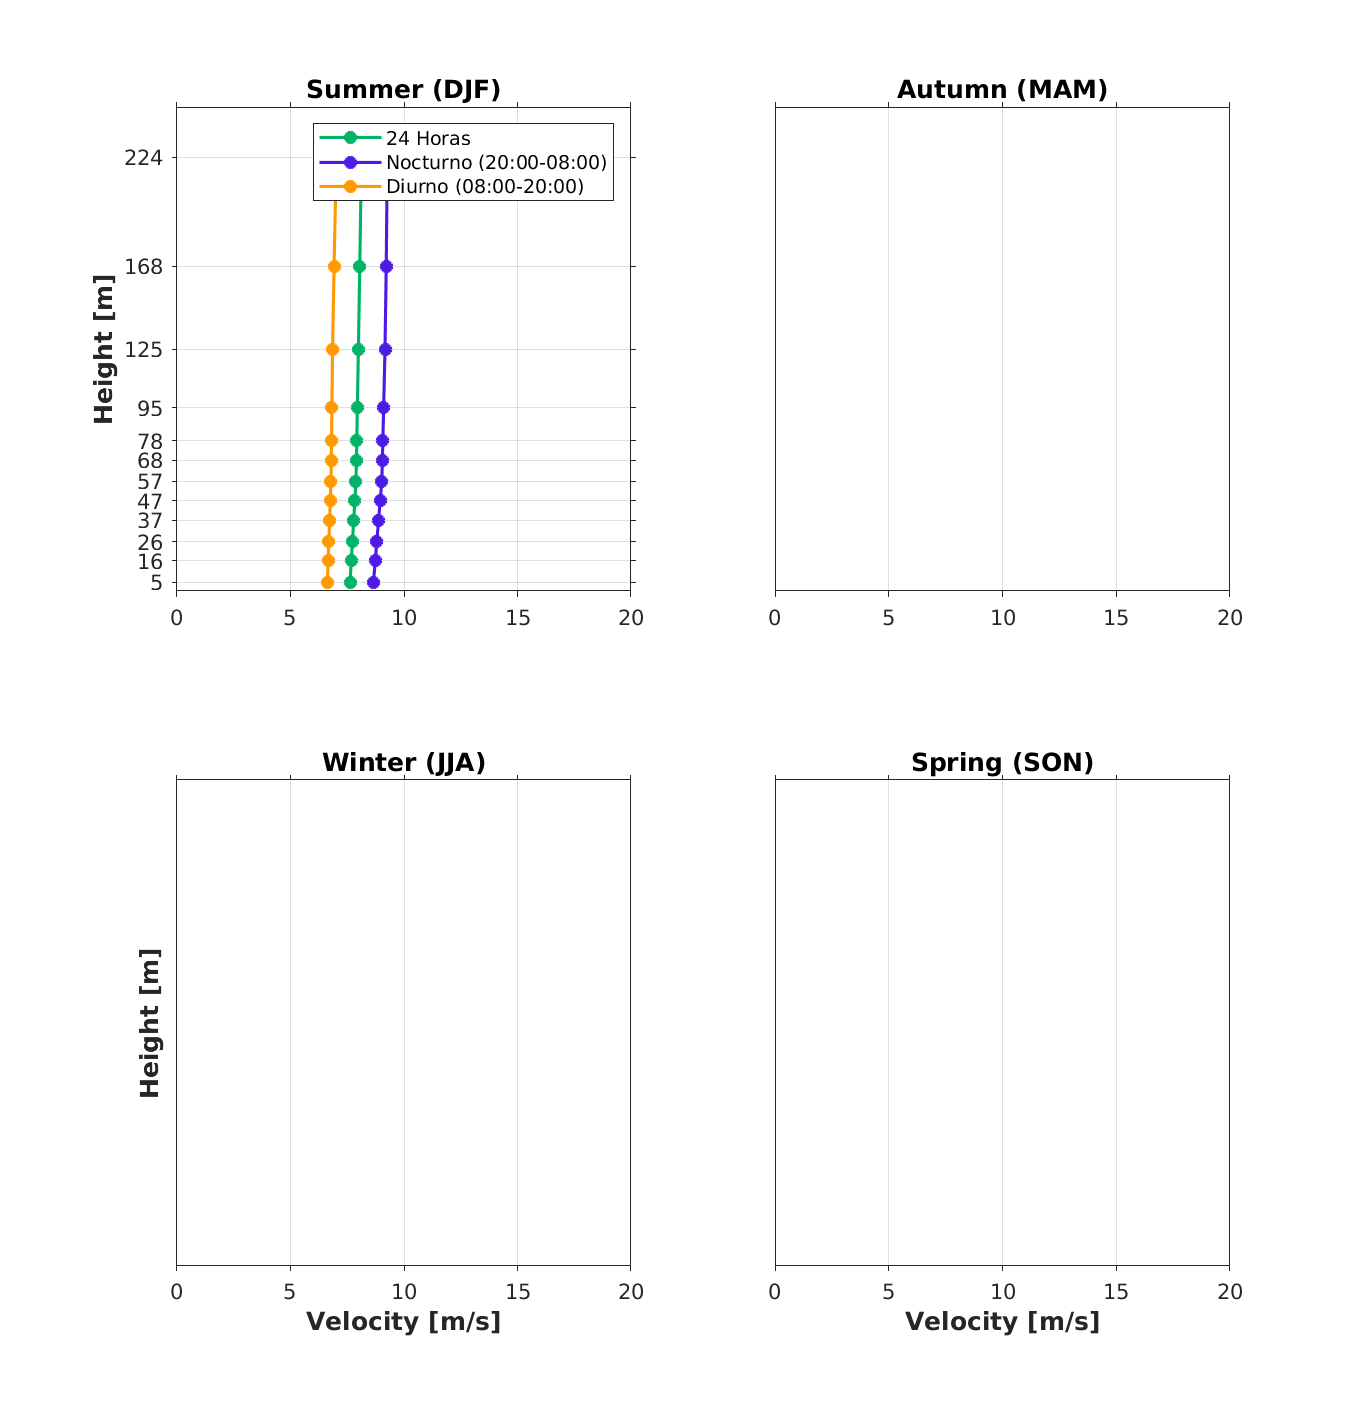 Summer (DJF)
24 Horas
Nocturno (20:00-08:00)
Diurno (08:00-20:00)
Height [m]
224
168
125
95
78
68
57
47
37
26
16
5
0 5 10 15 20
Autumn (MAM)
0 5 10 15 20
Winter (JJA)
Height [m]
0 5 10 15 20
Velocity [m/s]
Spring (SON)
0 5 10 15 20
Velocity [m/s]